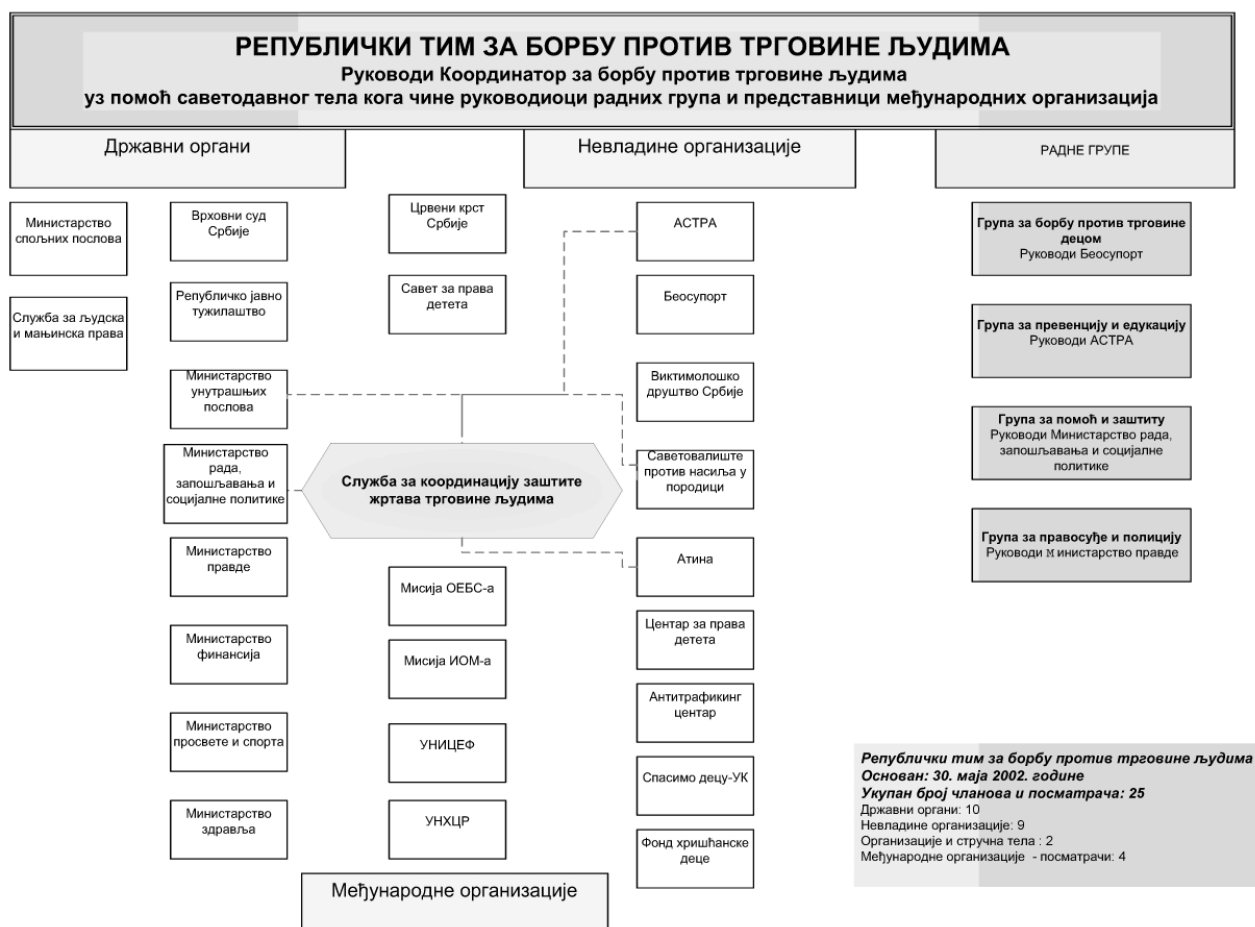 РЕПУБЛИЧКИ ТИМ ЗА БОРБУ ПРОТИВ ТРГОВИНЕ ЉУДИМА
Руководи Координатор за борбу против трговине људима
уз помоћ саветодавног тела кога чине руководиоци радних група и представници међународних организација
Државни органи
Невладине организације
РАДНЕ ГРУПЕ
Министарство
спољних послова
Служба за људска
и мањинска права
Врховни суд
Србије
Републичко јавно
тужилаштво
Министарство
унутрашњих
послова
Министарство
рада,
запошљавања и
социјалне политике
Министарство
правде
Министарство
финансија
Министарство
просвете и спорта
Министарство
здравља
Црвени крст
Србије
Савет за права
детета
Служба за координацију заштите
жртава трговине људима
Мисија ОЕБС-а
Мисија ИОМ-а
УНИЦЕФ
УНХЦР
Међународне организације
АСТРА
Беосупорт
Виктимолошко
друштво Србије
Саветовалиште
против насиља у
породици
Атина
Центар за права
детета
Антитрафикинг
центар
Спасимо децу-УК
Фонд хришћанске
деце
Група за борбу против трговине
децом
Руководи Беосупорт
Група за превенцију и едукацију
Руководи АСТРА
Група за помоћ и заштиту
Руководи Министарство рада,
запошљавања и социјалне
политике
Група за правосуђе и полицију
Руководи М инистарство правде
Републички тим за борбу против трговине људима
Основан: 30. маја 2002. године
Укупан број чланова и посматрача: 25
Државни органи: 10
Невладине организације: 9
Организације и стручна тела : 2
Међународне организације - посматрачи: 4